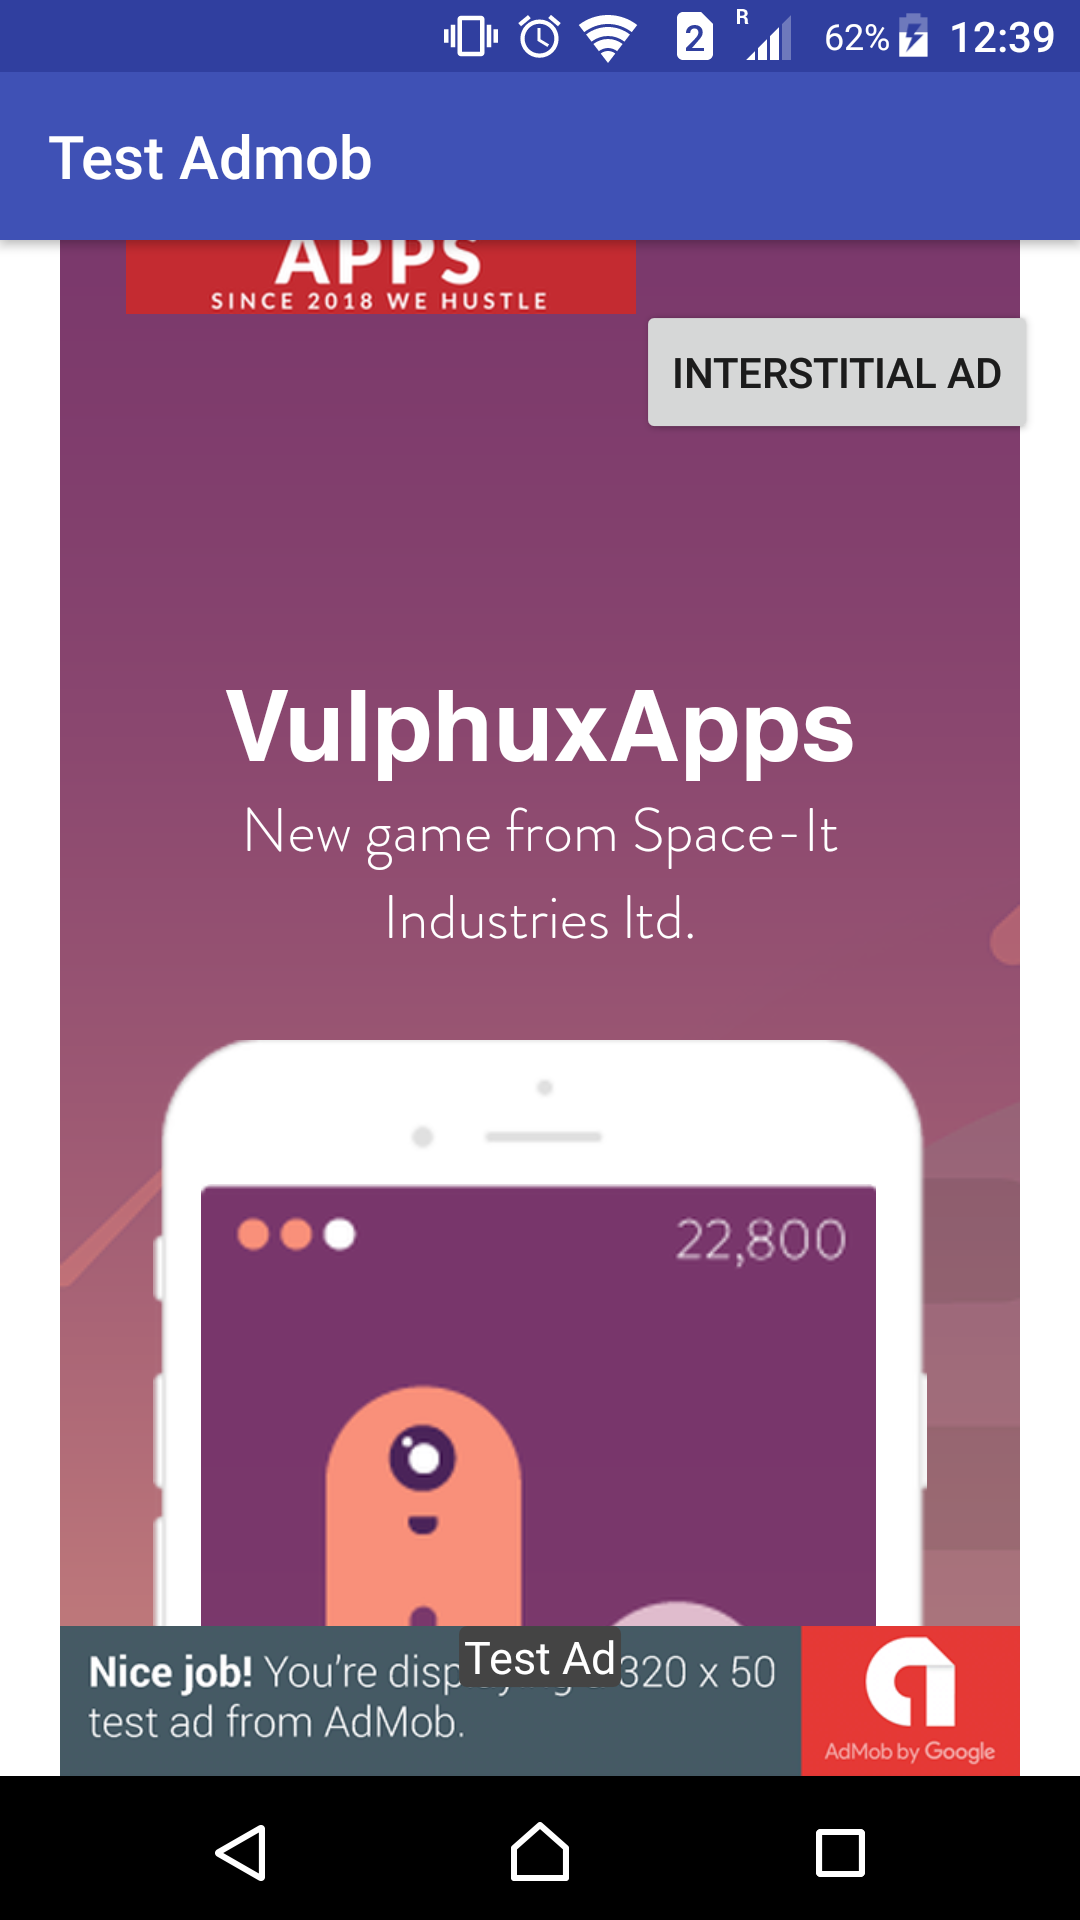 2 R 62% 12:39
Test Admob
APPS
SINCE 2018 WE HUSTLE
INTERSTITIAL AD
VulphuxApps
New game from Space-It
Industries ltd.
22,800
Test Ad
Nice job! You're 320 x 50
test ad from AdMob.
AdMob by Google